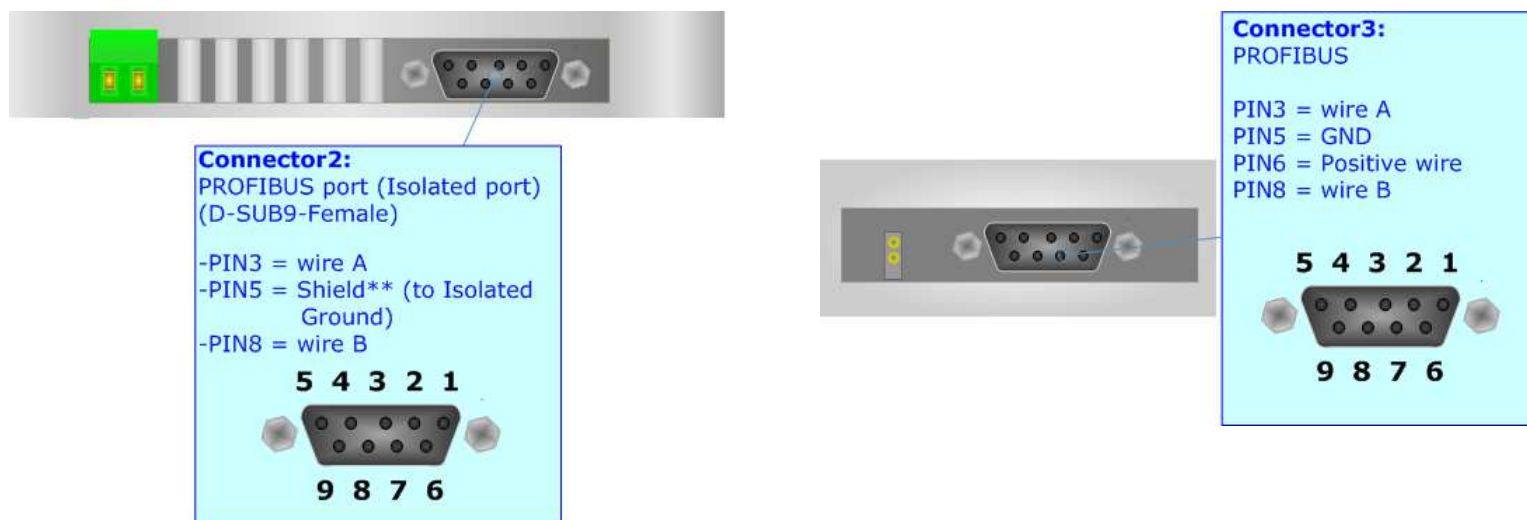 Connector2:
PROFIBUS port (Isolated port)
(D-SUB9-Female)
-PIN3 = wire A
-PIN5 = Shield** (to Isolated
Ground)
-PIN8 = wire B
5 4 3 2 1
9 8 7 6
Connector3:
PROFIBUS
PIN3 = wire A
PIN5 = GND
PIN6 = Positive wire
PIN8 = wire B
5 4 3 2 1
9 8 7 6